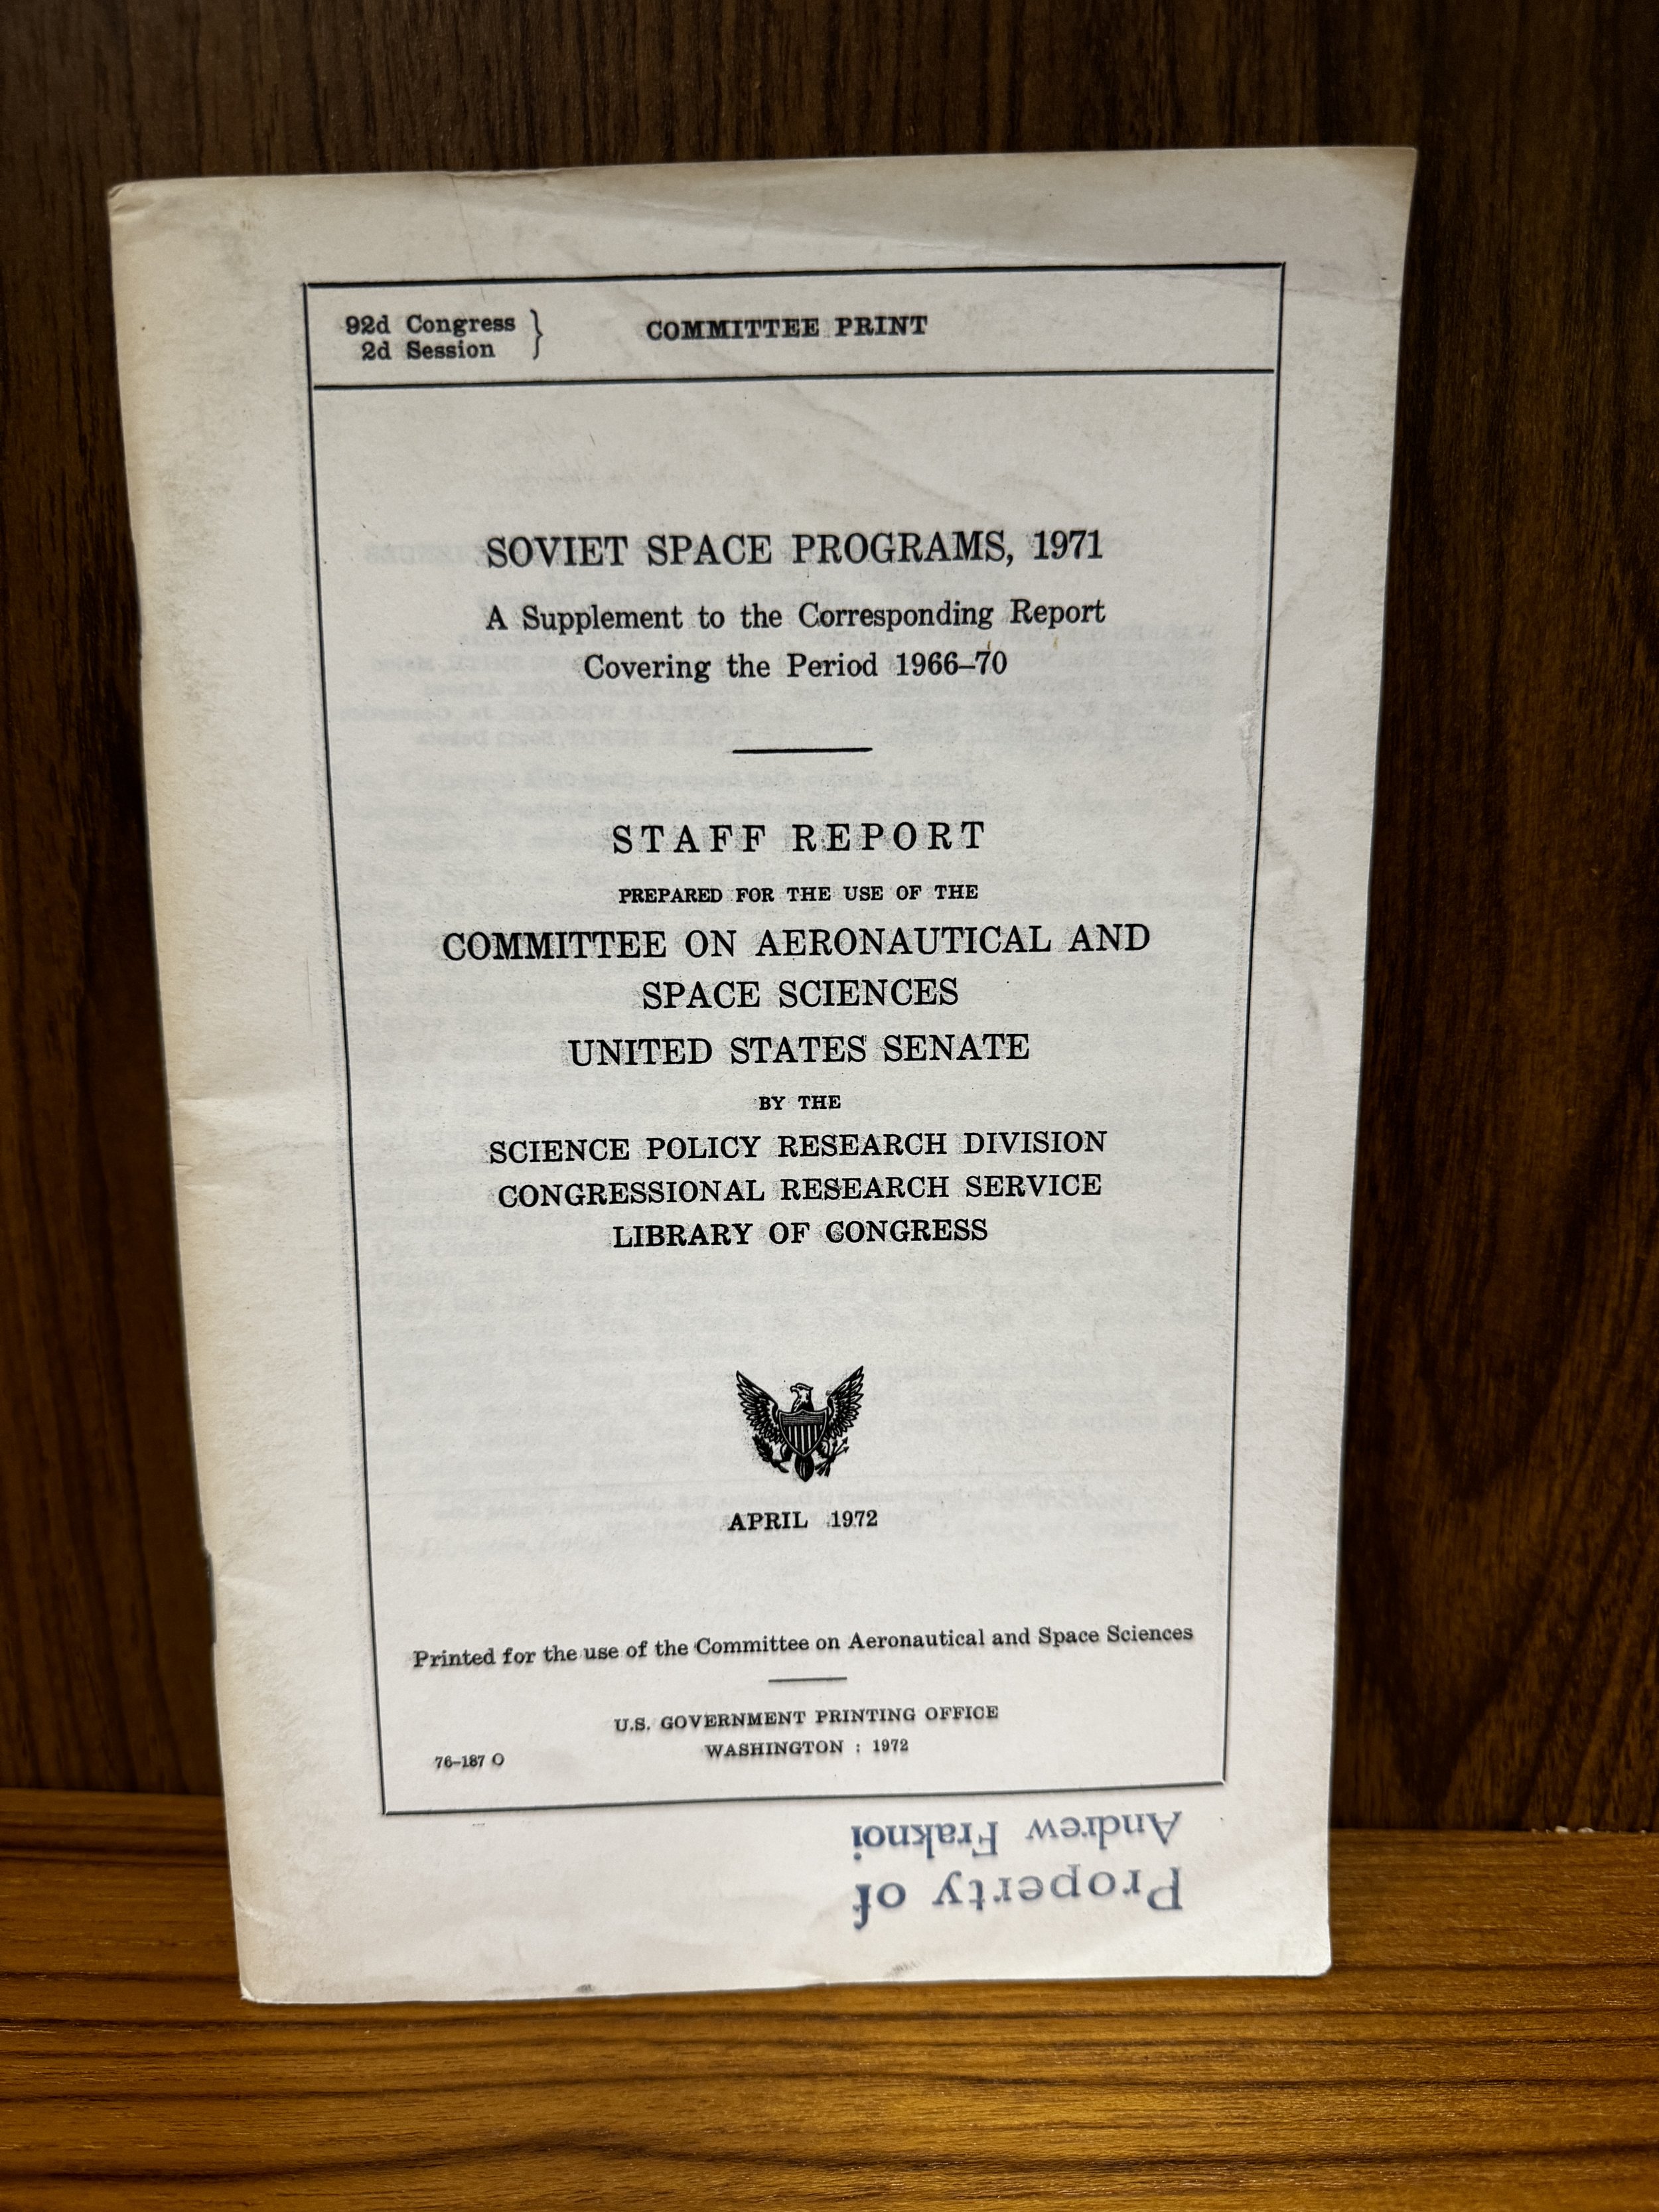 92d Congress
2d Session
COMMITTEE PRINT
SOVIET SPACE PROGRAMS, 1971
A Supplement to the Corresponding Report
Covering the Period 1966–70
STAFF REPORT
PREPARED FOR THE USE OF THE
COMMITTEE ON AERONAUTICAL AND
SPACE SCIENCES
UNITED STATES SENATE
BY THE
SCIENCE POLICY RESEARCH DIVISION
CONGRESSIONAL RESEARCH SERVICE
LIBRARY OF CONGRESS
APRIL 1972
Printed for the use of the Committee on Aeronautical and Space Sciences
U.S. GOVERNMENT PRINTING OFFICE
76–187 O
WASHINGTON : 1972
Property of
Andrew Fraknoi